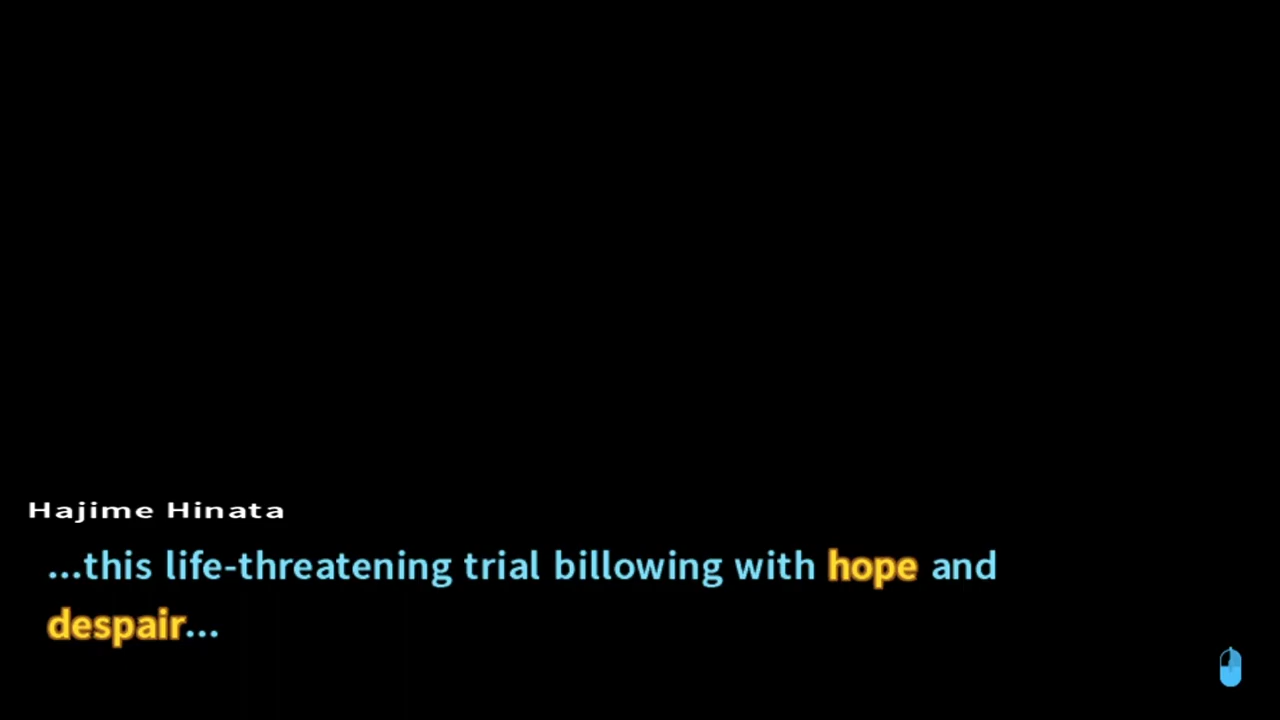 Hajime Hinata
...this life-threatening trial billowing with hope and
despair...